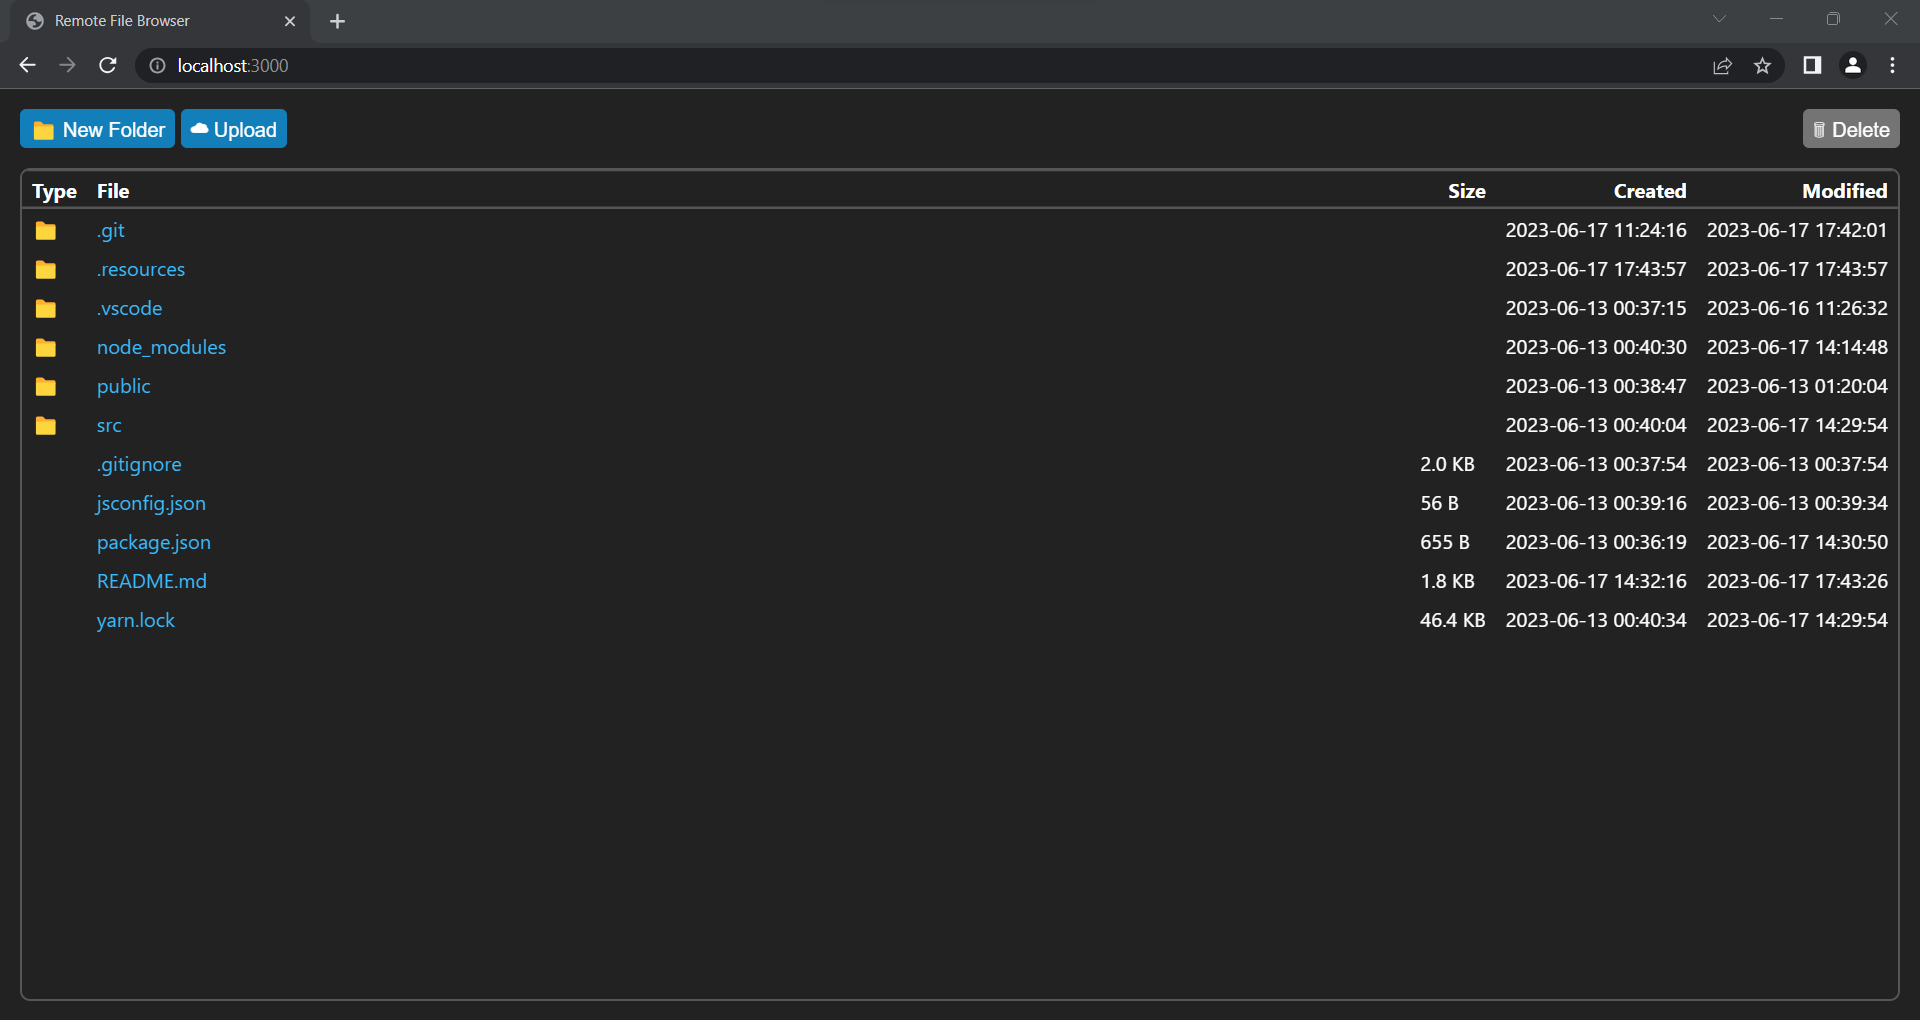 Remote File Browser
localhost:3000
New Folder Upload Delete
Type File Size Created Modified
.git 2023-06-17 11:24:16 2023-06-17 17:42:01
.resources 2023-06-17 17:43:57 2023-06-17 17:43:57
.vscode 2023-06-13 00:37:15 2023-06-16 11:26:32
node_modules 2023-06-13 00:40:30 2023-06-17 14:14:48
public 2023-06-13 00:38:47 2023-06-13 01:20:04
src 2023-06-13 00:40:04 2023-06-17 14:29:54
.gitignore 2.0 KB 2023-06-13 00:37:54 2023-06-13 00:37:54
jsconfig.json 56 B 2023-06-13 00:39:16 2023-06-13 00:39:34
package.json 655 B 2023-06-13 00:36:19 2023-06-17 14:30:50
README.md 1.8 KB 2023-06-17 14:32:16 2023-06-17 17:43:26
yarn.lock 46.4 KB 2023-06-13 00:40:34 2023-06-17 14:29:54